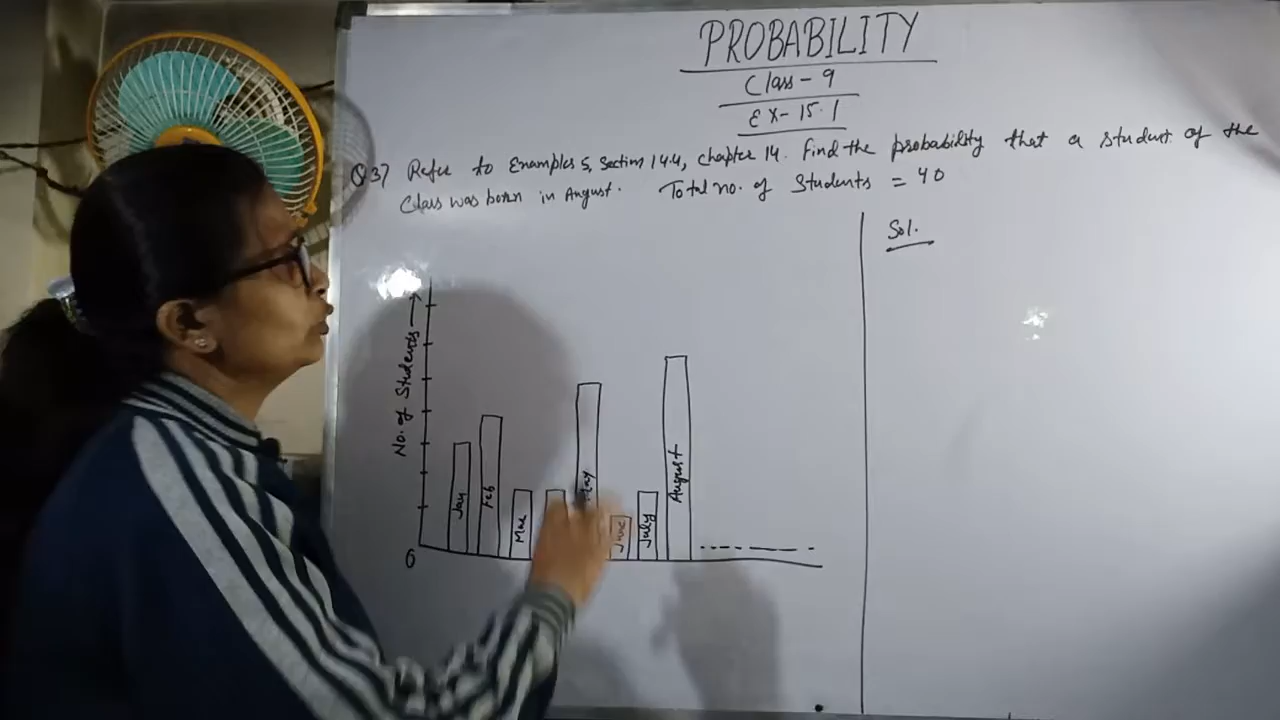 PROBABILITY
Class - 9
Ex - 15.1
Q3) Refer to Examples 5, Section 14.4, Chapter 14. Find the probability that a student of the
Class was born in August. Total no. of Students = 40
Sol.
No. of Students →
Jan
Feb
Mar
May
June
July
August
0